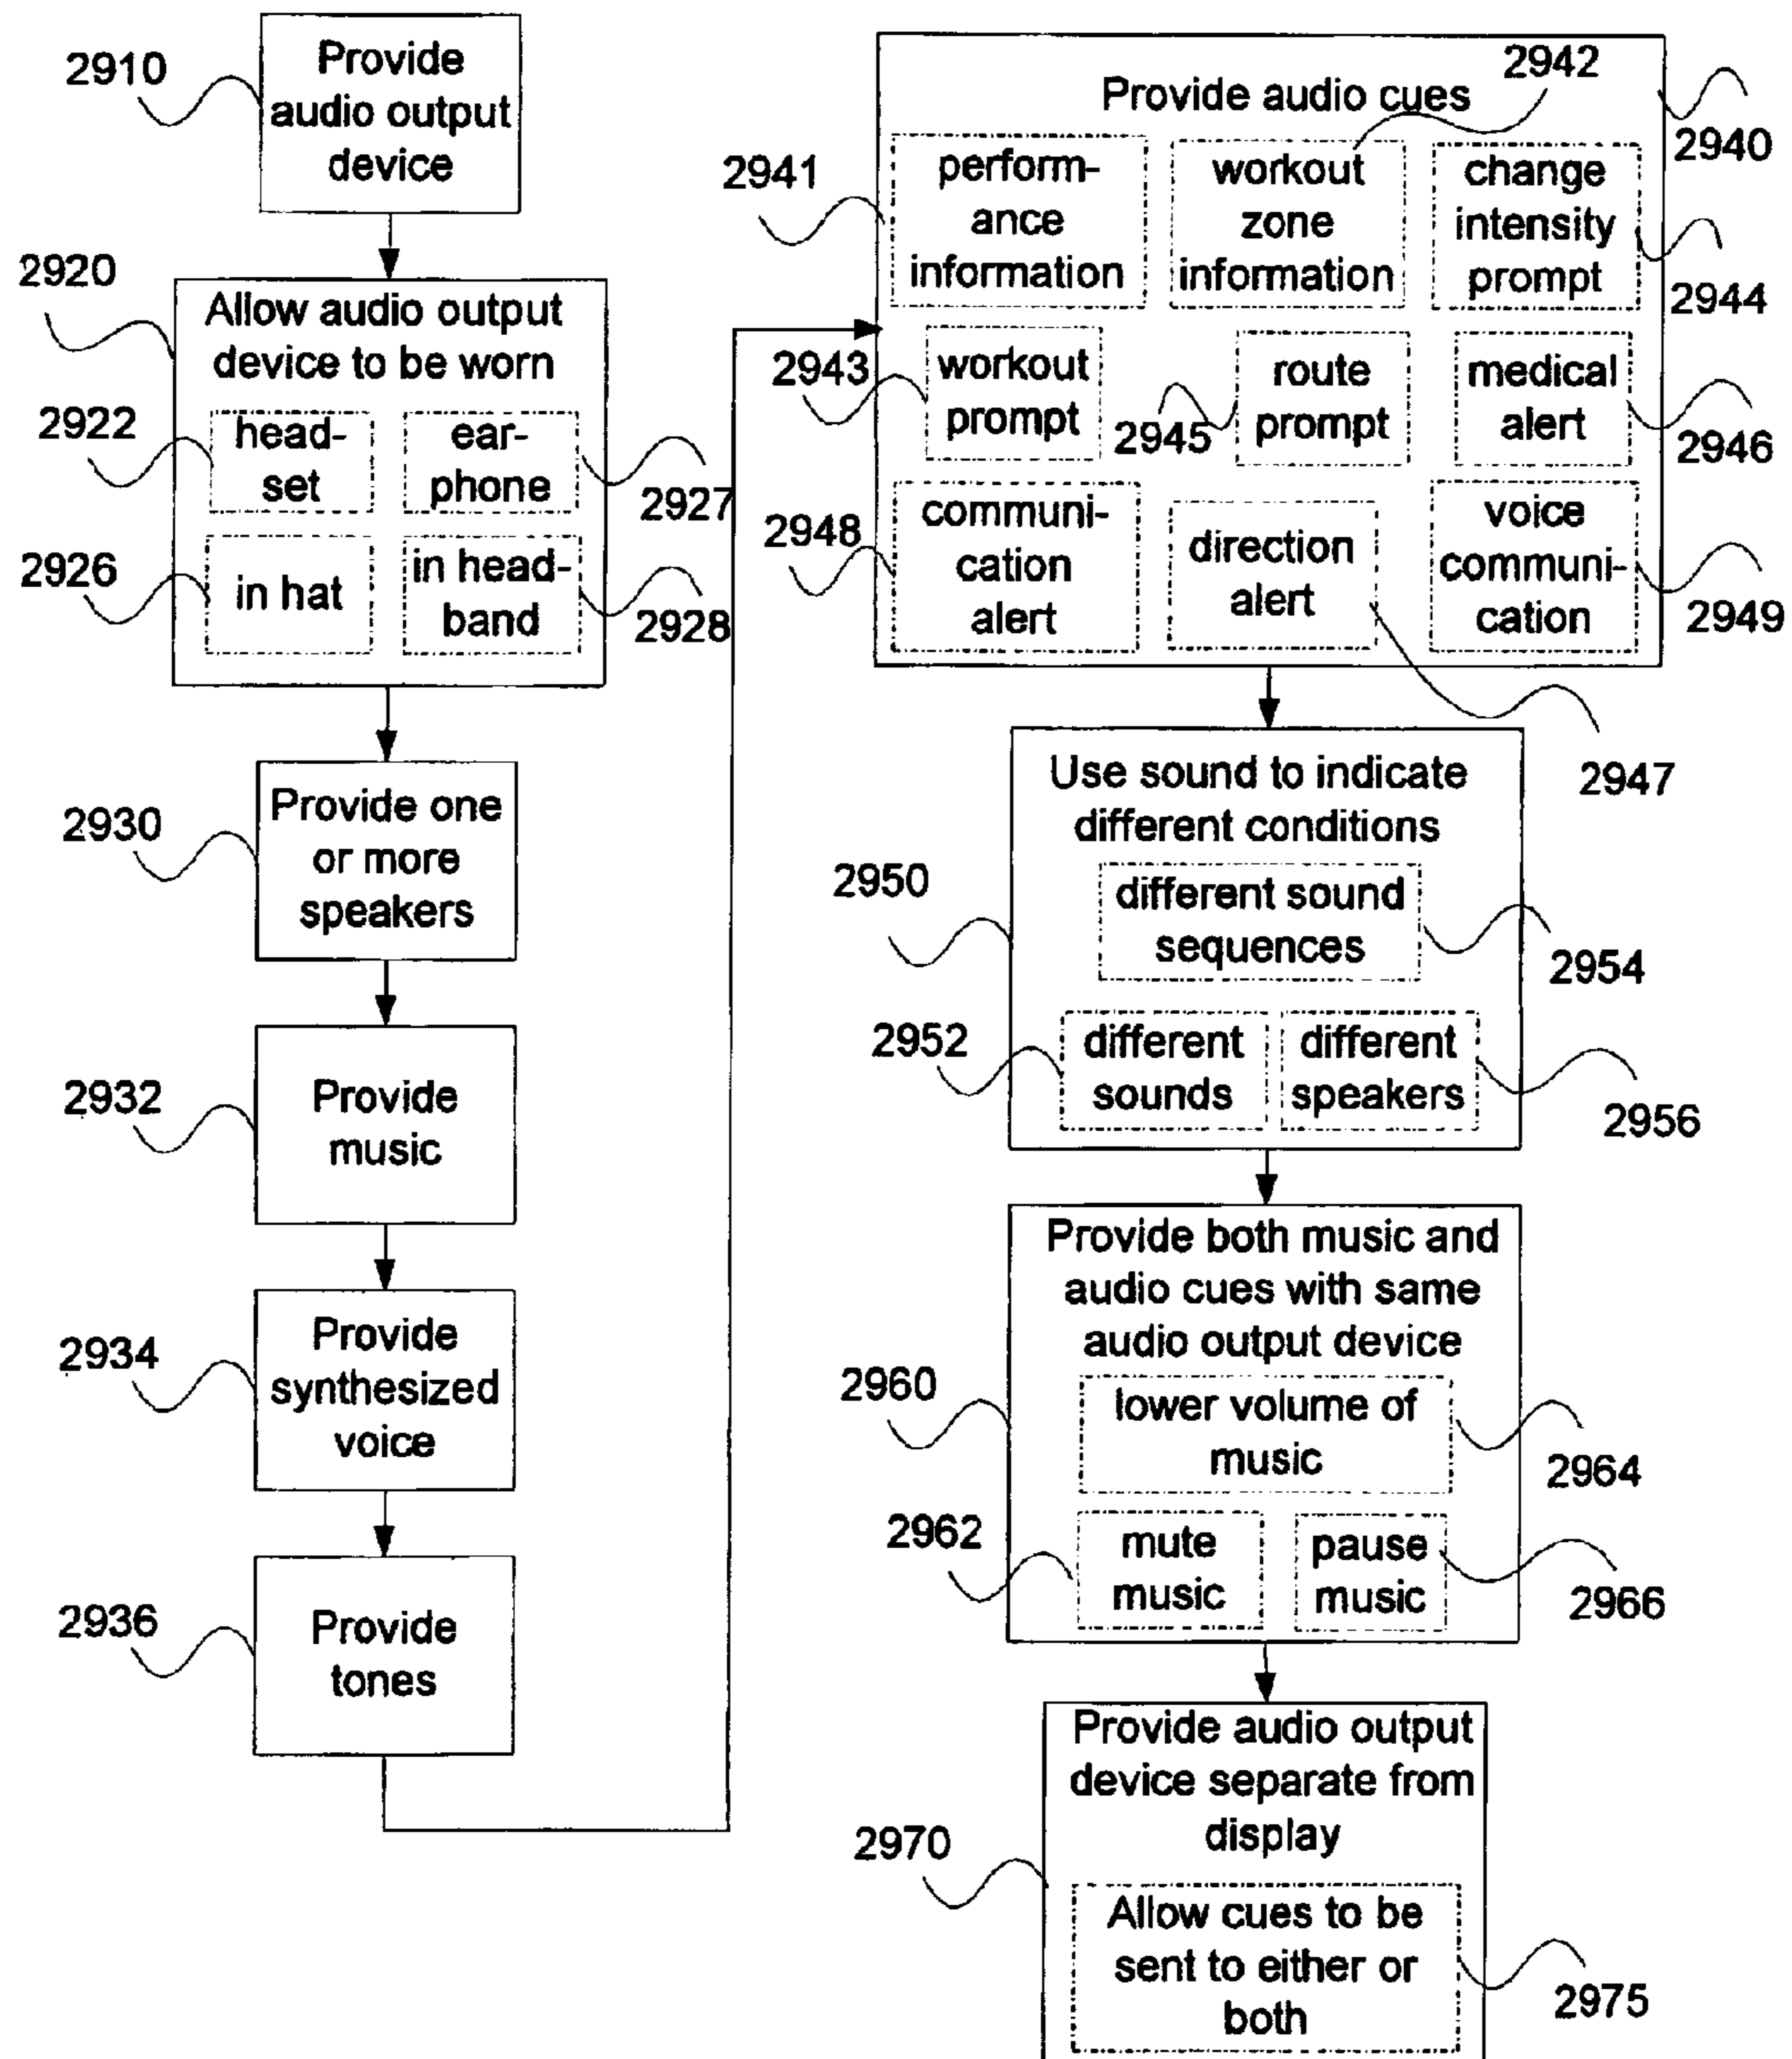 2910
Provide
audio output
device
2920
Allow audio output
device to be worn
2922
head-
set
ear-
phone
2927
2926
in hat
in head-
band
2928
2930
Provide one
or more
speakers
2932
Provide
music
2934
Provide
synthesized
voice
2936
Provide
tones
Provide audio cues
2940
2941
perform-
ance
information
2942
workout
zone
information
change
intensity
prompt
2944
2943
workout
prompt
2945
route
prompt
medical
alert
2946
2948
communi-
cation
alert
direction
alert
2947
voice
communi-
cation
2949
2950
Use sound to indicate
different conditions
different sound
sequences
2954
2952
different
sounds
different
speakers
2956
2960
Provide both music and
audio cues with same
audio output device
lower volume of
music
2964
2962
mute
music
pause
music
2966
2970
Provide audio output
device separate from
display
Allow cues to be
sent to either or
both
2975